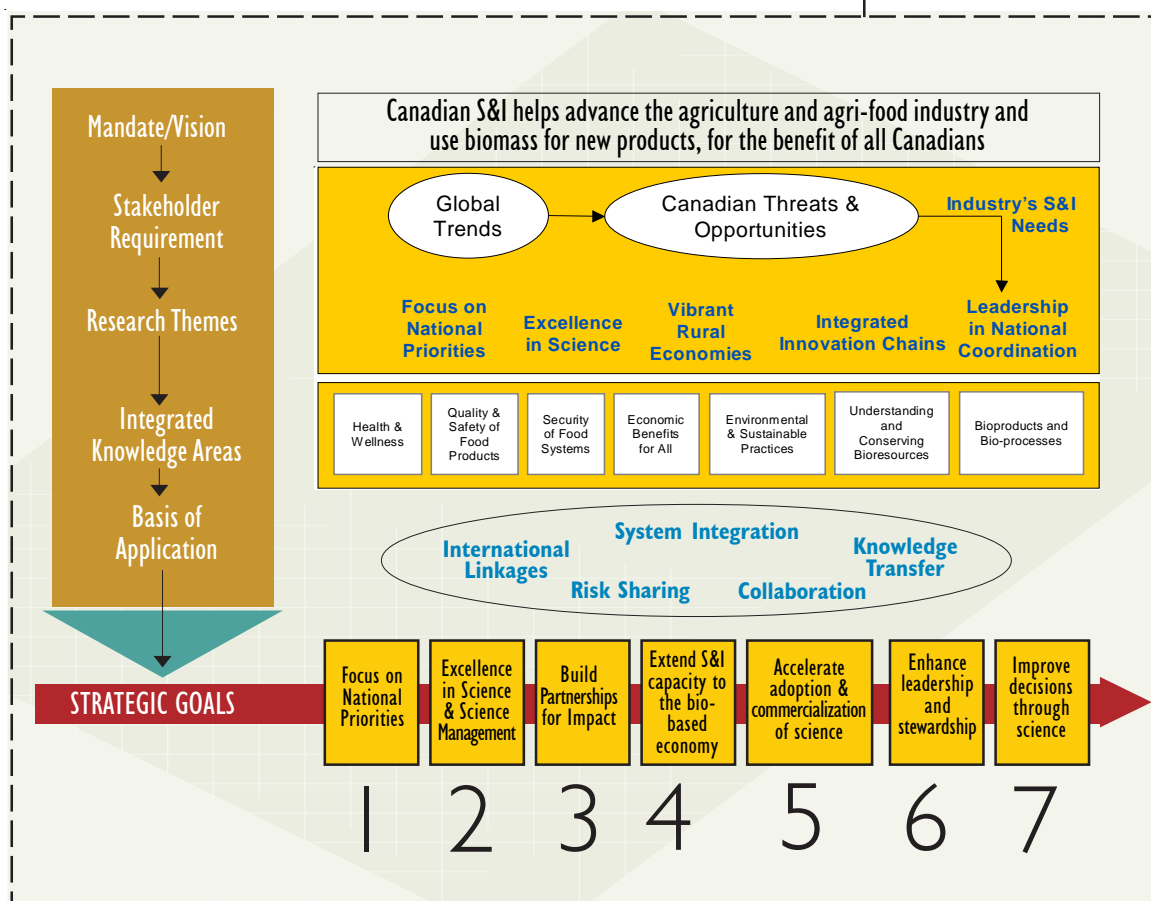 Mandate/Vision
Stakeholder
Requirement
Research Themes
Integrated
Knowledge Areas
Basis of
Application
Canadian S&I helps advance the agriculture and agri-food industry and
use biomass for new products, for the benefit of all Canadians
Global
Trends
Canadian Threats &
Opportunities
Industry’s S&I
Needs
Focus on
National
Priorities
Excellence
in Science
Vibrant
Rural
Economies
Integrated
Innovation Chains
Leadership
in National
Coordination
Health &
Wellness
Quality &
Safety of
Food
Products
Security
of Food
Systems
Economic
Benefits
for All
Environmental
& Sustainable
Practices
Understanding
and
Conserving
Bioresources
Bioproducts and
Bio-processes
International
Linkages
System Integration
Risk Sharing
Collaboration
Knowledge
Transfer
STRATEGIC GOALS
Focus on
National
Priorities
Excellence
in Science
& Science
Management
Build
Partnerships
for Impact
Extend S&I
capacity to
the bio-
based
economy
Accelerate
adoption &
commercialization
of science
Enhance
leadership
and
stewardship
Improve
decisions
through
science
1 2 3 4 5 6 7